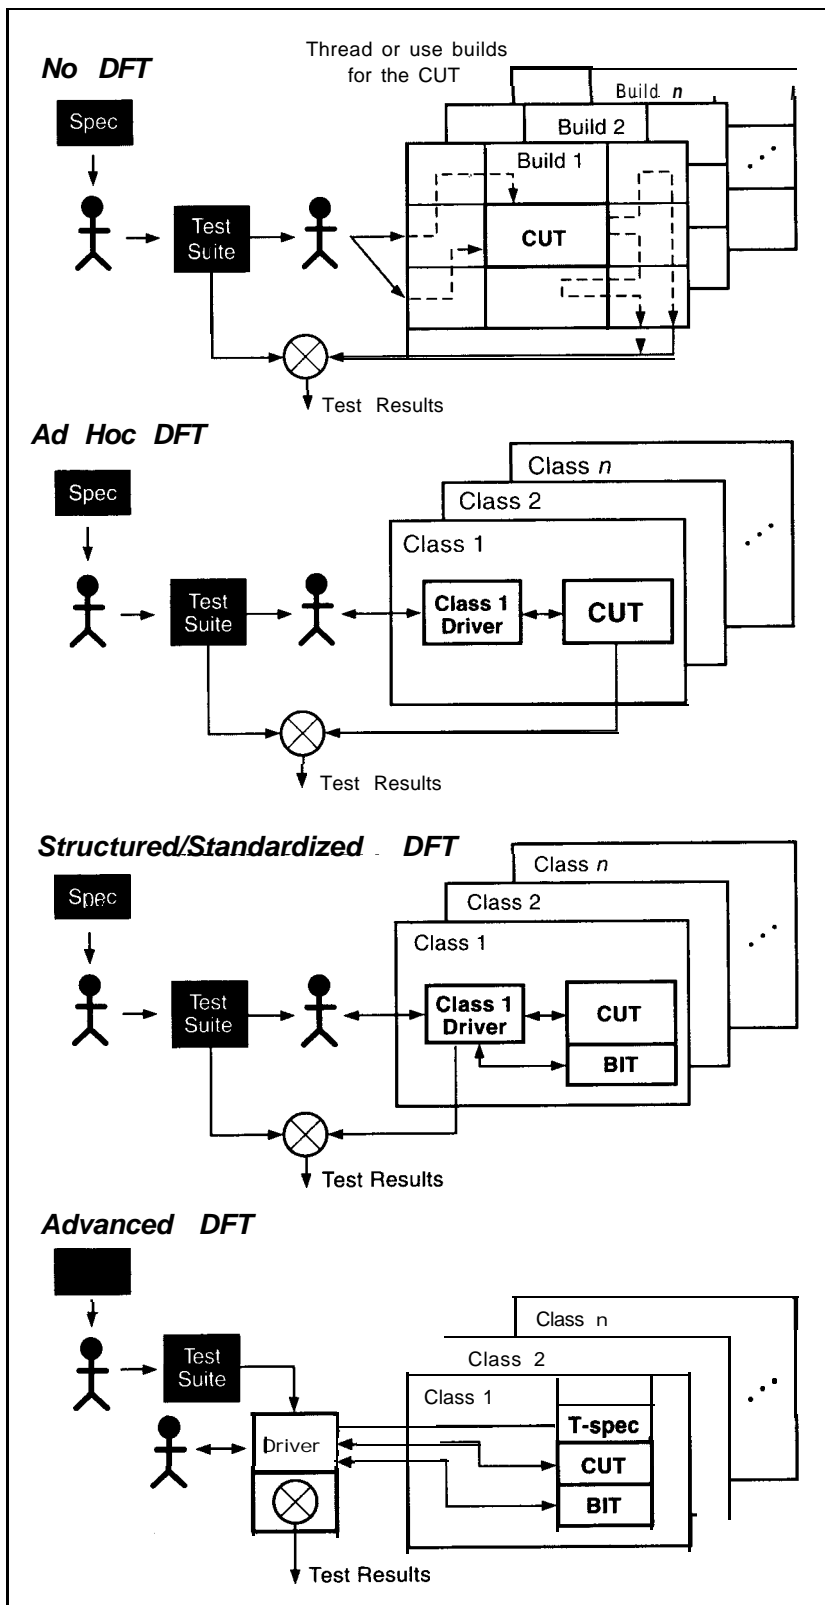 No DFT
Thread or use builds
for the CUT
Spec
Build n
Build 2
Build 1
Test
Suite
CUT
Test Results
Ad Hoc DFT
Spec
Class n
Class 2
Class 1
Test
Suite
Class 1
Driver
CUT
Test Results
Structured/Standardized DFT
Spec
Class n
Class 2
Class 1
Test
Suite
Class 1
Driver
CUT
BIT
Test Results
Advanced DFT
Class n
Class 2
Class 1
Test
Suite
T-spec
Driver
CUT
BIT
Test Results